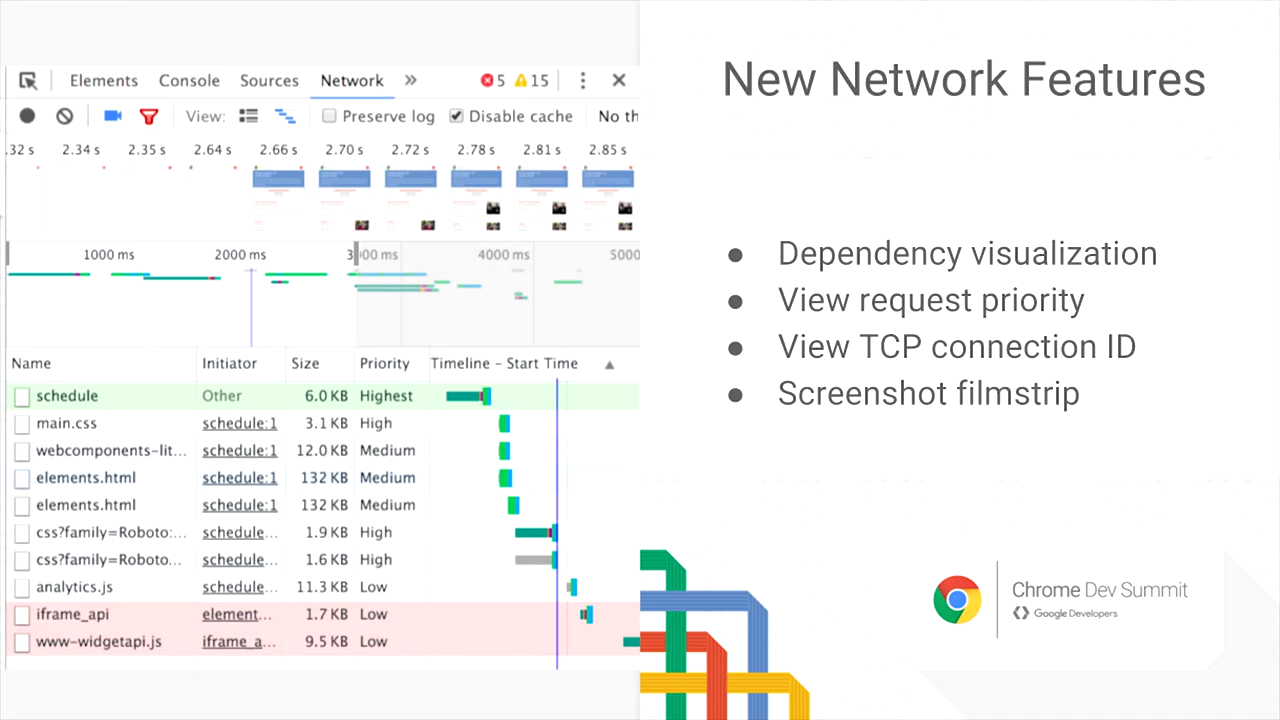 Elements Console Sources Network » 5 15
View: Preserve log Disable cache No th
.32 s 2.34 s 2.35 s 2.64 s 2.66 s 2.70 s 2.72 s 2.78 s 2.81 s 2.85 s
1000 ms 2000 ms 3000 ms 4000 ms 5000
Name Initiator Size Priority Timeline – Start Time
schedule Other 6.0 KB Highest
main.css schedule:1 3.1 KB High
webcomponents-lit... schedule:1 12.0 KB Medium
elements.html schedule:1 132 KB Medium
elements.html schedule:1 132 KB Medium
css?family=Roboto:... schedule... 1.9 KB High
css?family=Roboto... schedule... 1.6 KB High
analytics.js schedule... 11.3 KB Low
iframe_api element... 1.7 KB Low
www-widgetapi.js iframe_a... 9.5 KB Low
New Network Features
● Dependency visualization
● View request priority
● View TCP connection ID
● Screenshot filmstrip
Chrome Dev Summit
Google Developers